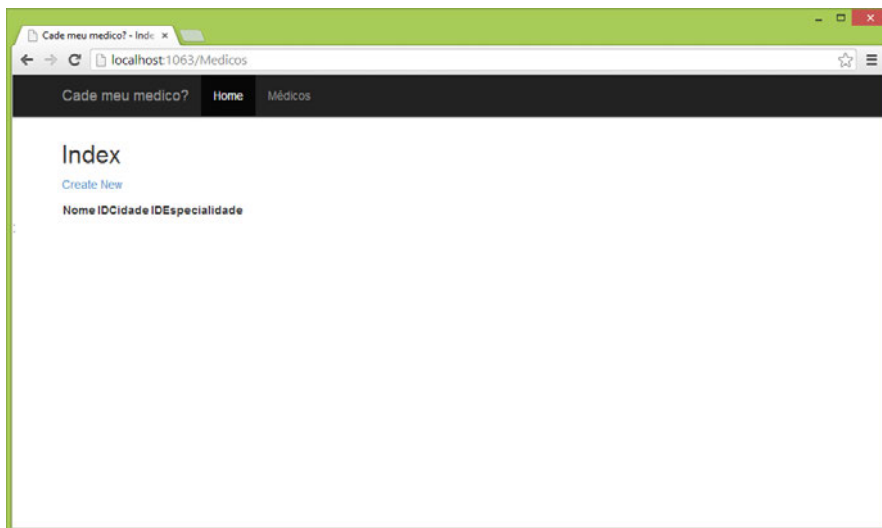 Cade meu medico? - Inde
localhost:1063/Medicos
Cade meu medico? Home Médicos
Index
Create New
Nome IDCidade IDEspecialidade